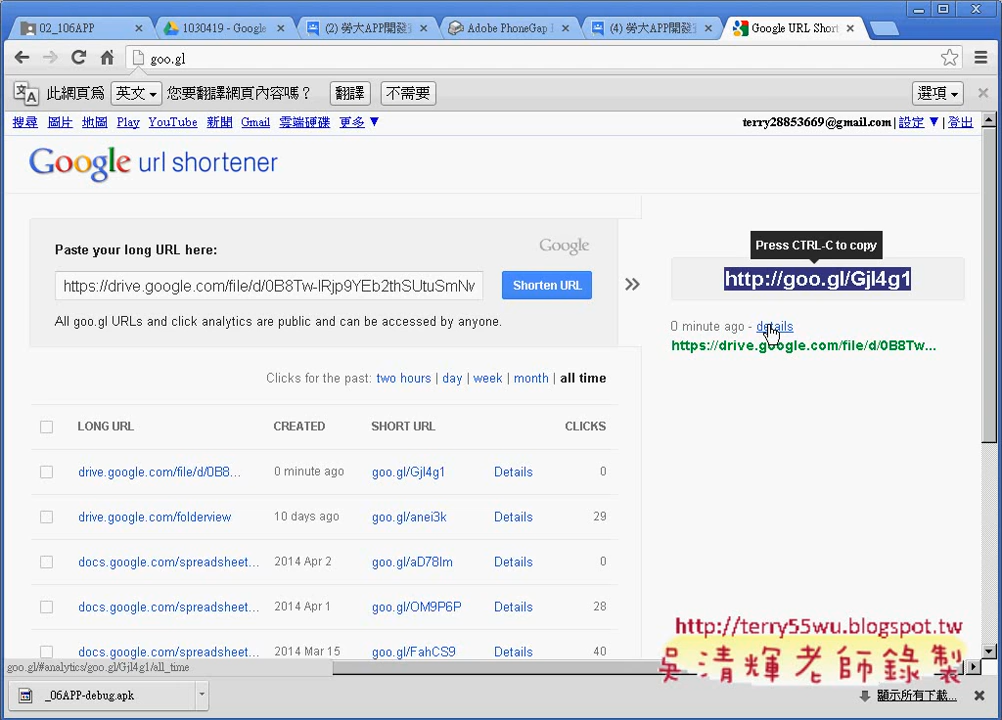 02_106APP
1030419 - Google
(2) 勞大APP開發
Adobe PhoneGap
(4) 勞大APP開發
Google URL Short
goo.gl
此網頁為 英文 您要翻譯網頁內容嗎？ 翻譯 不需要 選項
搜尋 圖片 地圖 Play YouTube 新聞 Gmail 雲端硬碟 更多 ▼
terry28853669@gmail.com | 設定 ▼ | 登出
Google url shortener
Paste your long URL here:
Google
https://drive.google.com/file/d/0B8Tw-lRjp9YEb2thSUtuSmNv
Shorten URL
All goo.gl URLs and click analytics are public and can be accessed by anyone.
Press CTRL-C to copy
http://goo.gl/Gjl4g1
0 minute ago - details
https://drive.google.com/file/d/0B8Tw...
Clicks for the past: two hours | day | week | month | all time
LONG URL CREATED SHORT URL CLICKS
drive.google.com/file/d/0B8... 0 minute ago goo.gl/Gjl4g1 Details 0
drive.google.com/folderview 10 days ago goo.gl/anei3k Details 29
docs.google.com/spreadsheet... 2014 Apr 2 goo.gl/aD78lm Details 0
docs.google.com/spreadsheet... 2014 Apr 1 goo.gl/OM9P6P Details 28
docs.google.com/spreadsheet... 2014 Mar 15 goo.gl/FahCS9 Details 40
http://terry55wu.blogspot.tw
吳清輝老師錄製
goo.gl/#analytics/goo.gl/Gjl4g1/all_time
_06APP-debug.apk
顯示所有下載...